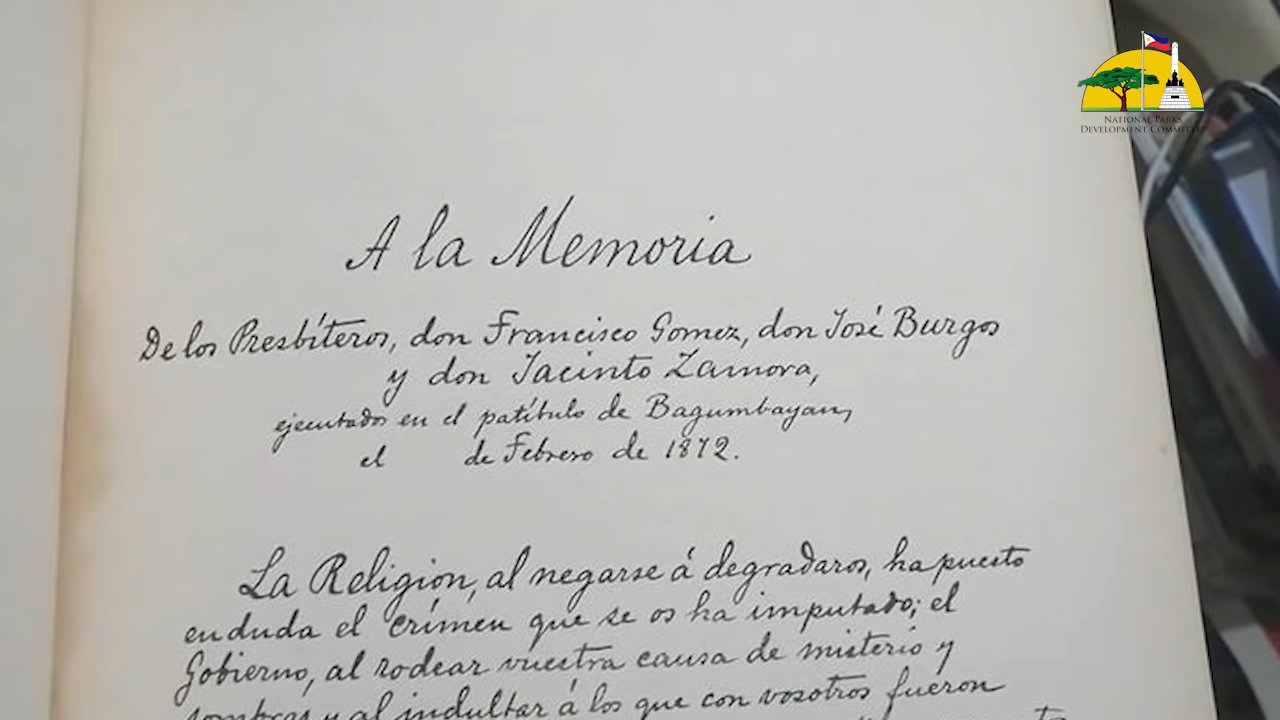 NATIONAL PARKS
DEVELOPMENT COMMITTEE
A la Memoria
De los Presbíteros, don Francisco Gomez, don José Burgos
y don Jacinto Zamora,
ejecutados en el patíbulo de Bagumbayan,
el de Febrero de 1872.
La Religion, al negarse á degradaros, ha puesto
en duda el crímen que se os ha imputado; el
Gobierno, al rodear vuestra causa de misterio y
sombras y al indultar á los que con vosotros fueron